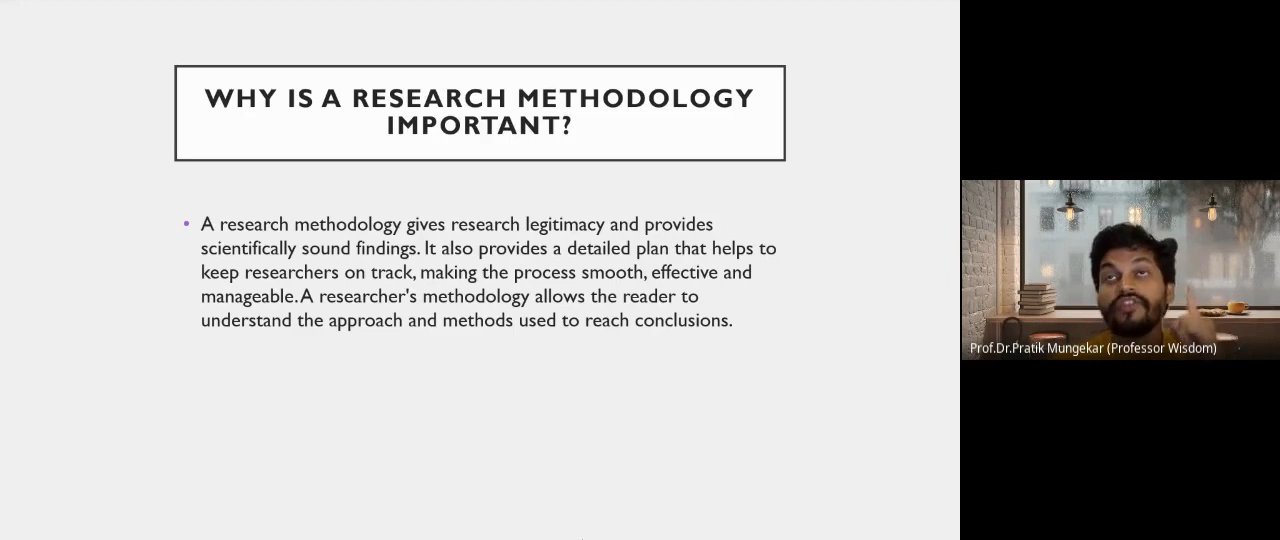 WHY IS A RESEARCH METHODOLOGY
IMPORTANT?
• A research methodology gives research legitimacy and provides
scientifically sound findings. It also provides a detailed plan that helps to
keep researchers on track, making the process smooth, effective and
manageable. A researcher's methodology allows the reader to
understand the approach and methods used to reach conclusions.
Prof.Dr.Pratik Mungekar (Professor Wisdom)